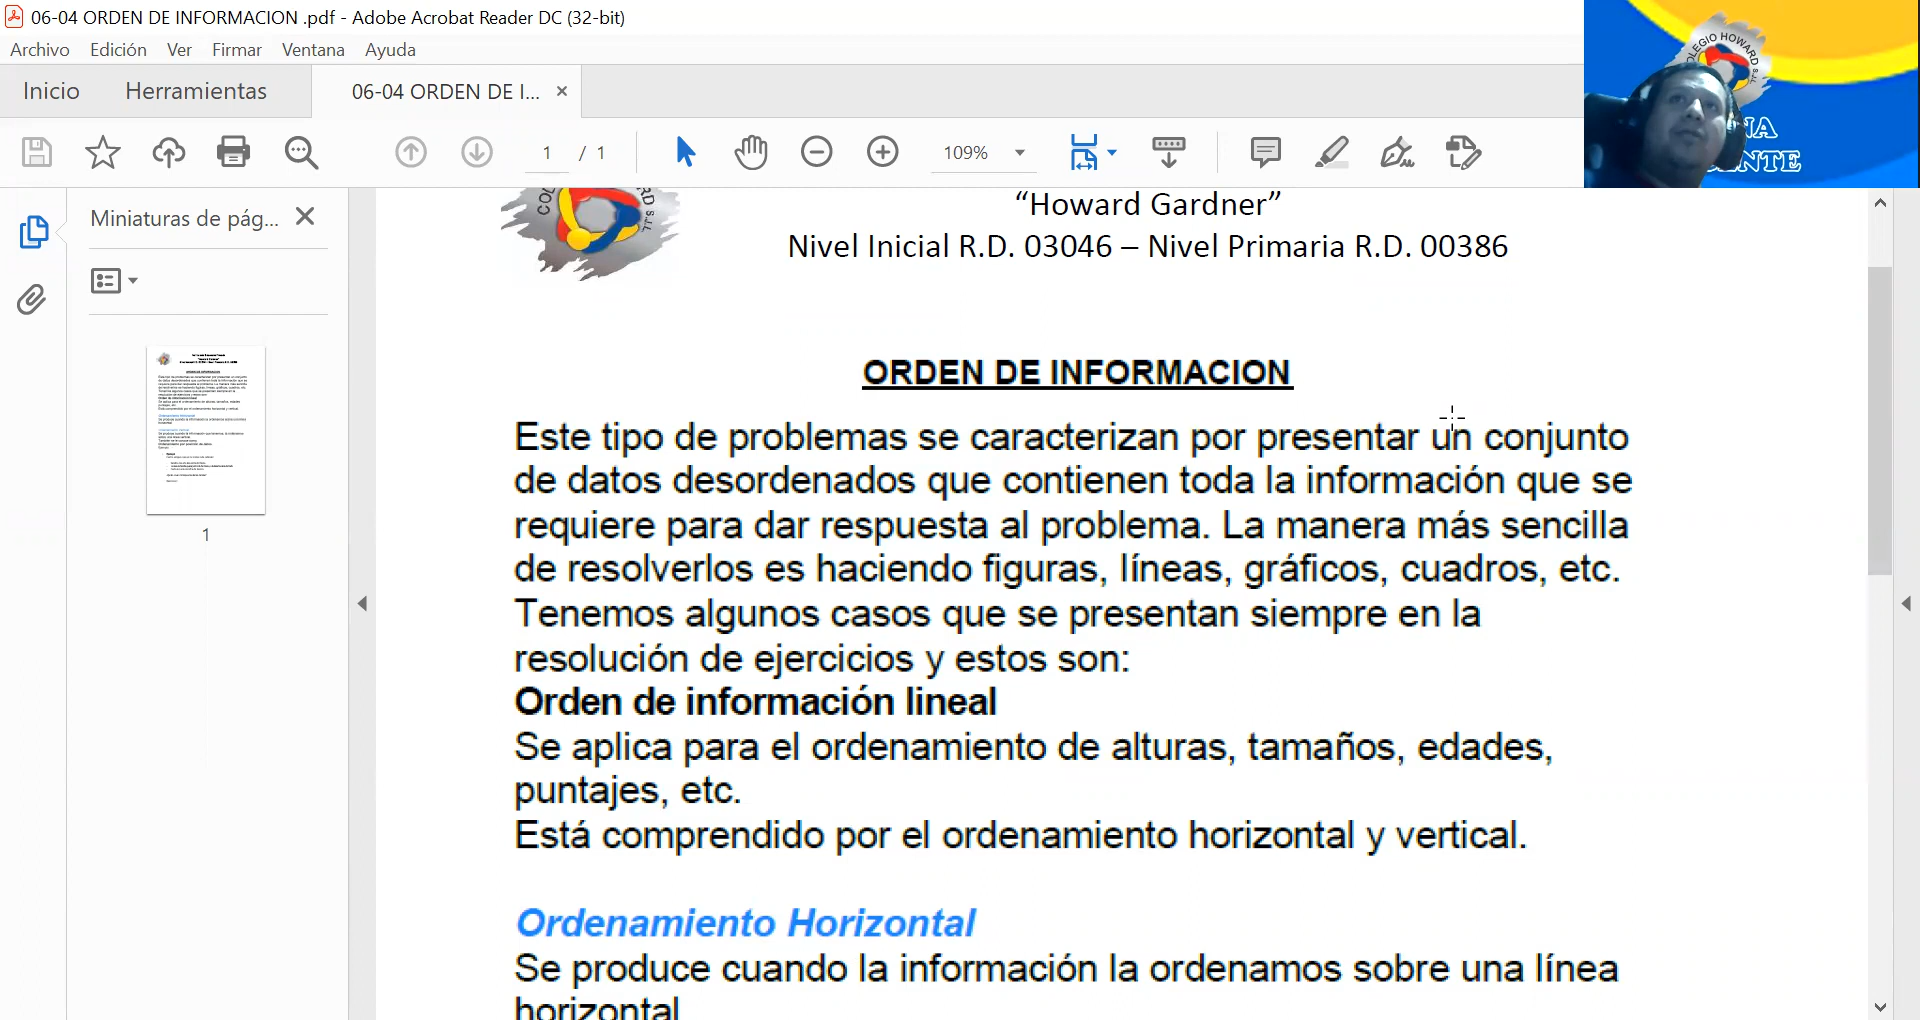 06-04 ORDEN DE INFORMACION .pdf - Adobe Acrobat Reader DC (32-bit)
Archivo Edición Ver Firmar Ventana Ayuda
Inicio Herramientas 06-04 ORDEN DE I... ×
1 / 1 109%
Miniaturas de pág...
1
COLEGIO HOWARD S.J.L.
"Howard Gardner"
Nivel Inicial R.D. 03046 – Nivel Primaria R.D. 00386
ORDEN DE INFORMACION
Este tipo de problemas se caracterizan por presentar un conjunto
de datos desordenados que contienen toda la información que se
requiere para dar respuesta al problema. La manera más sencilla
de resolverlos es haciendo figuras, líneas, gráficos, cuadros, etc.
Tenemos algunos casos que se presentan siempre en la
resolución de ejercicios y estos son:
Orden de información lineal
Se aplica para el ordenamiento de alturas, tamaños, edades,
puntajes, etc.
Está comprendido por el ordenamiento horizontal y vertical.
Ordenamiento Horizontal
Se produce cuando la información la ordenamos sobre una línea
horizontal